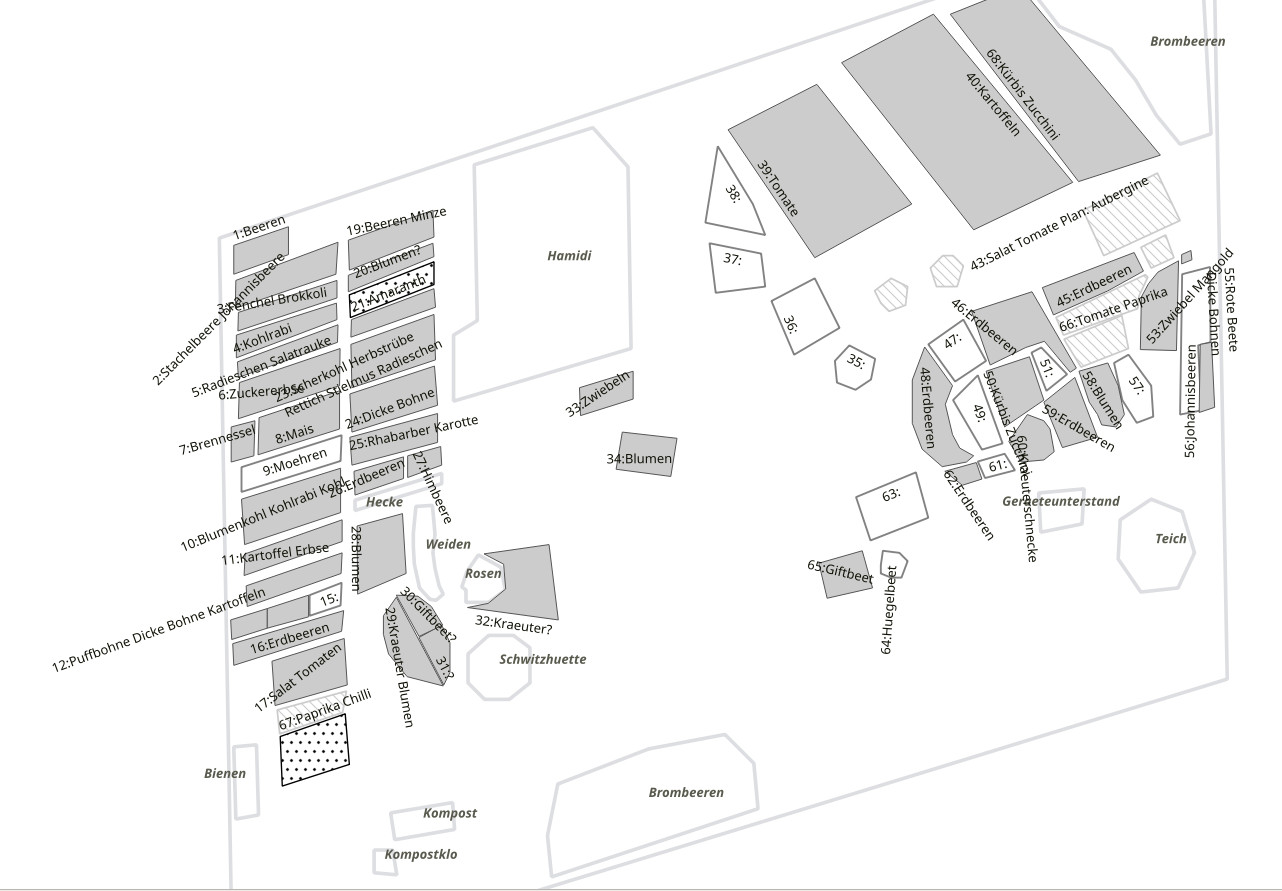 Brombeeren
68:Kürbis Zucchini
40:Kartoffeln
39:Tomate
38:
37:
36:
35:
43:Salat Tomate Plan: Aubergine
Hamidi
1:Beeren
19:Beeren Minze
2:Stachelbeere Johannisbeere
20:Blumen?
3:Fenchel Brokkoli
21:Amaranth
4:Kohlrabi
5:Radieschen Salatrauke
6:Zuckererbse
23:Scherkohl Herbstrübe
Rettich Stielmus Radieschen
7:Brennessel
8:Mais
24:Dicke Bohne
9:Moehren
25:Rhabarber Karotte
26:Erdbeeren
27:Himbeere
10:Blumenkohl Kohlrabi Kohl
Hecke
11:Kartoffel Erbse
28:Blumen
Weiden
Rosen
12:Puffbohne Dicke Bohne Kartoffeln
15:
16:Erdbeeren
29:Kraeuter Blumen
30:Giftbeet?
31:?
32:Kraeuter?
17:Salat Tomaten
Schwitzhuette
67:Paprika Chilli
Bienen
Kompost
Kompostklo
Brombeeren
33:Zwiebeln
34:Blumen
45:Erdbeeren
46:Erdbeeren
66:Tomate Paprika
53:Zwiebel Mangold
Dicke Bohnen
55:Rote Beete
47:
48:Erdbeeren
49:
50:Kürbis Zucchini
51:
57:
58:Blumen
59:Erdbeeren
56:Johannisbeeren
60:Kraeuterschnecke
61:
62:Erdbeeren
63:
64:Huegelbeet
65:Giftbeet
Geraeteunterstand
Teich